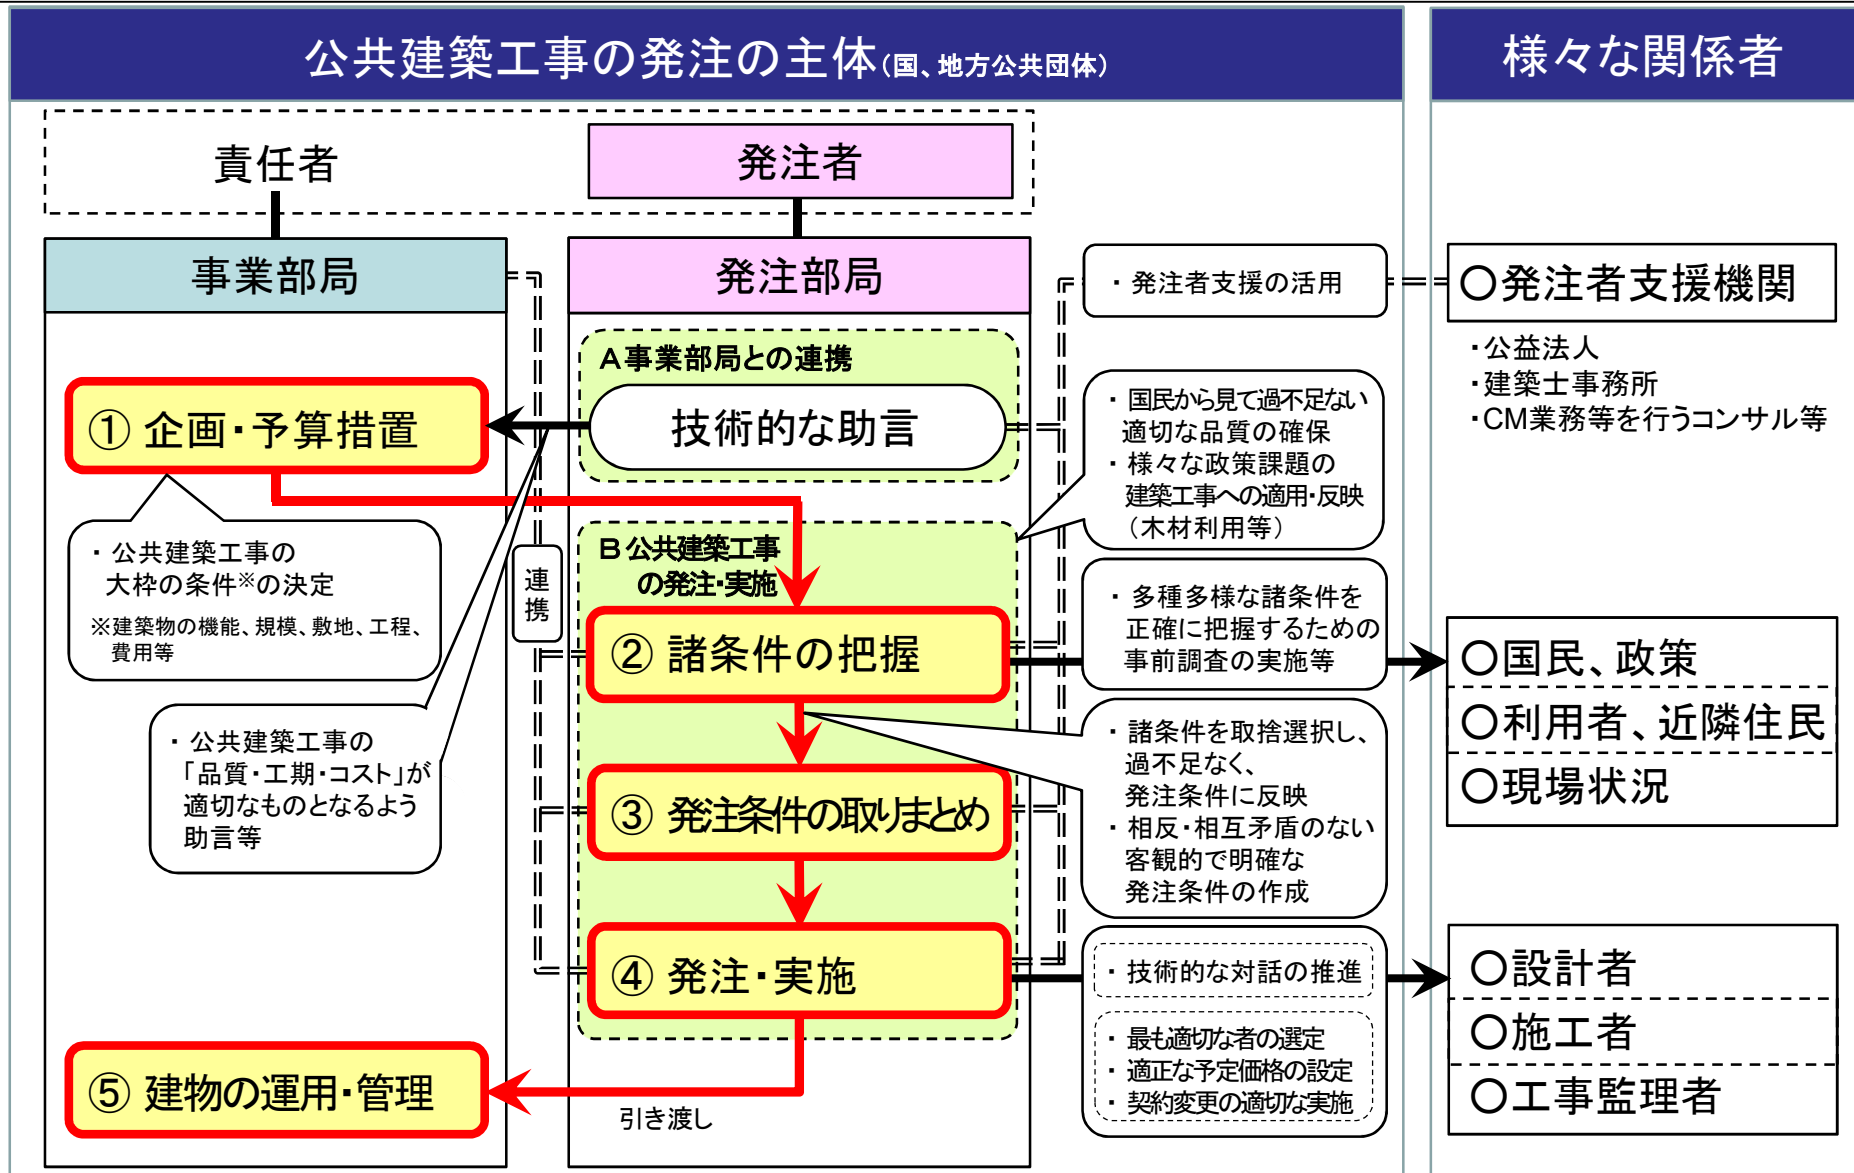 公共建築工事の発注の主体（国、地方公共団体）
様々な関係者
責任者
発注者
事業部局
発注部局
・発注者支援の活用
○発注者支援機関
・公益法人
・建築士事務所
・CM業務等を行うコンサル等
A事業部局との連携
技術的な助言
① 企画・予算措置
・国民から見て過不足ない
適切な品質の確保
・様々な政策課題の
建築工事への適用・反映
（木材利用等）
・公共建築工事の
大枠の条件※の決定
※建築物の機能、規模、敷地、工程、
費用等
連
携
B公共建築工事
の発注・実施
② 諸条件の把握
・多種多様な諸条件を
正確に把握するための
事前調査の実施等
○国民、政策
○利用者、近隣住民
○現場状況
・公共建築工事の
「品質・工期・コスト」が
適切なものとなるよう
助言等
・諸条件を取捨選択し、
過不足なく、
発注条件に反映
・相反・相互矛盾のない
客観的で明確な
発注条件の作成
③ 発注条件の取りまとめ
④ 発注・実施
・技術的な対話の推進
・最も適切な者の選定
・適正な予定価格の設定
・契約変更の適切な実施
○設計者
○施工者
○工事監理者
⑤ 建物の運用・管理
引き渡し